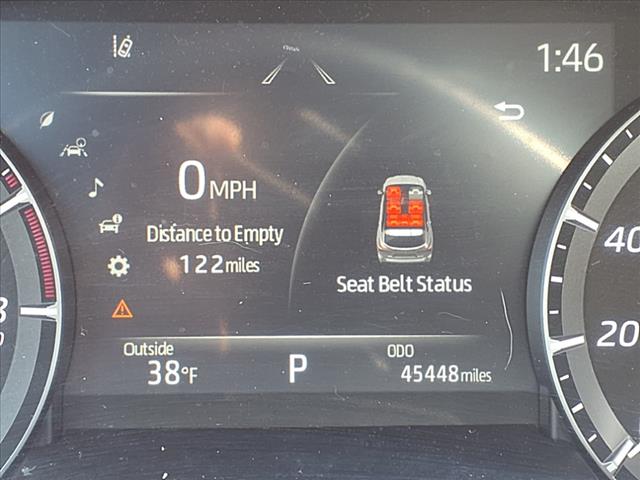 1:46
0 MPH
Distance to Empty
122 miles
Seat Belt Status
Outside
38°F
P
ODO
45448 miles
8
40
20